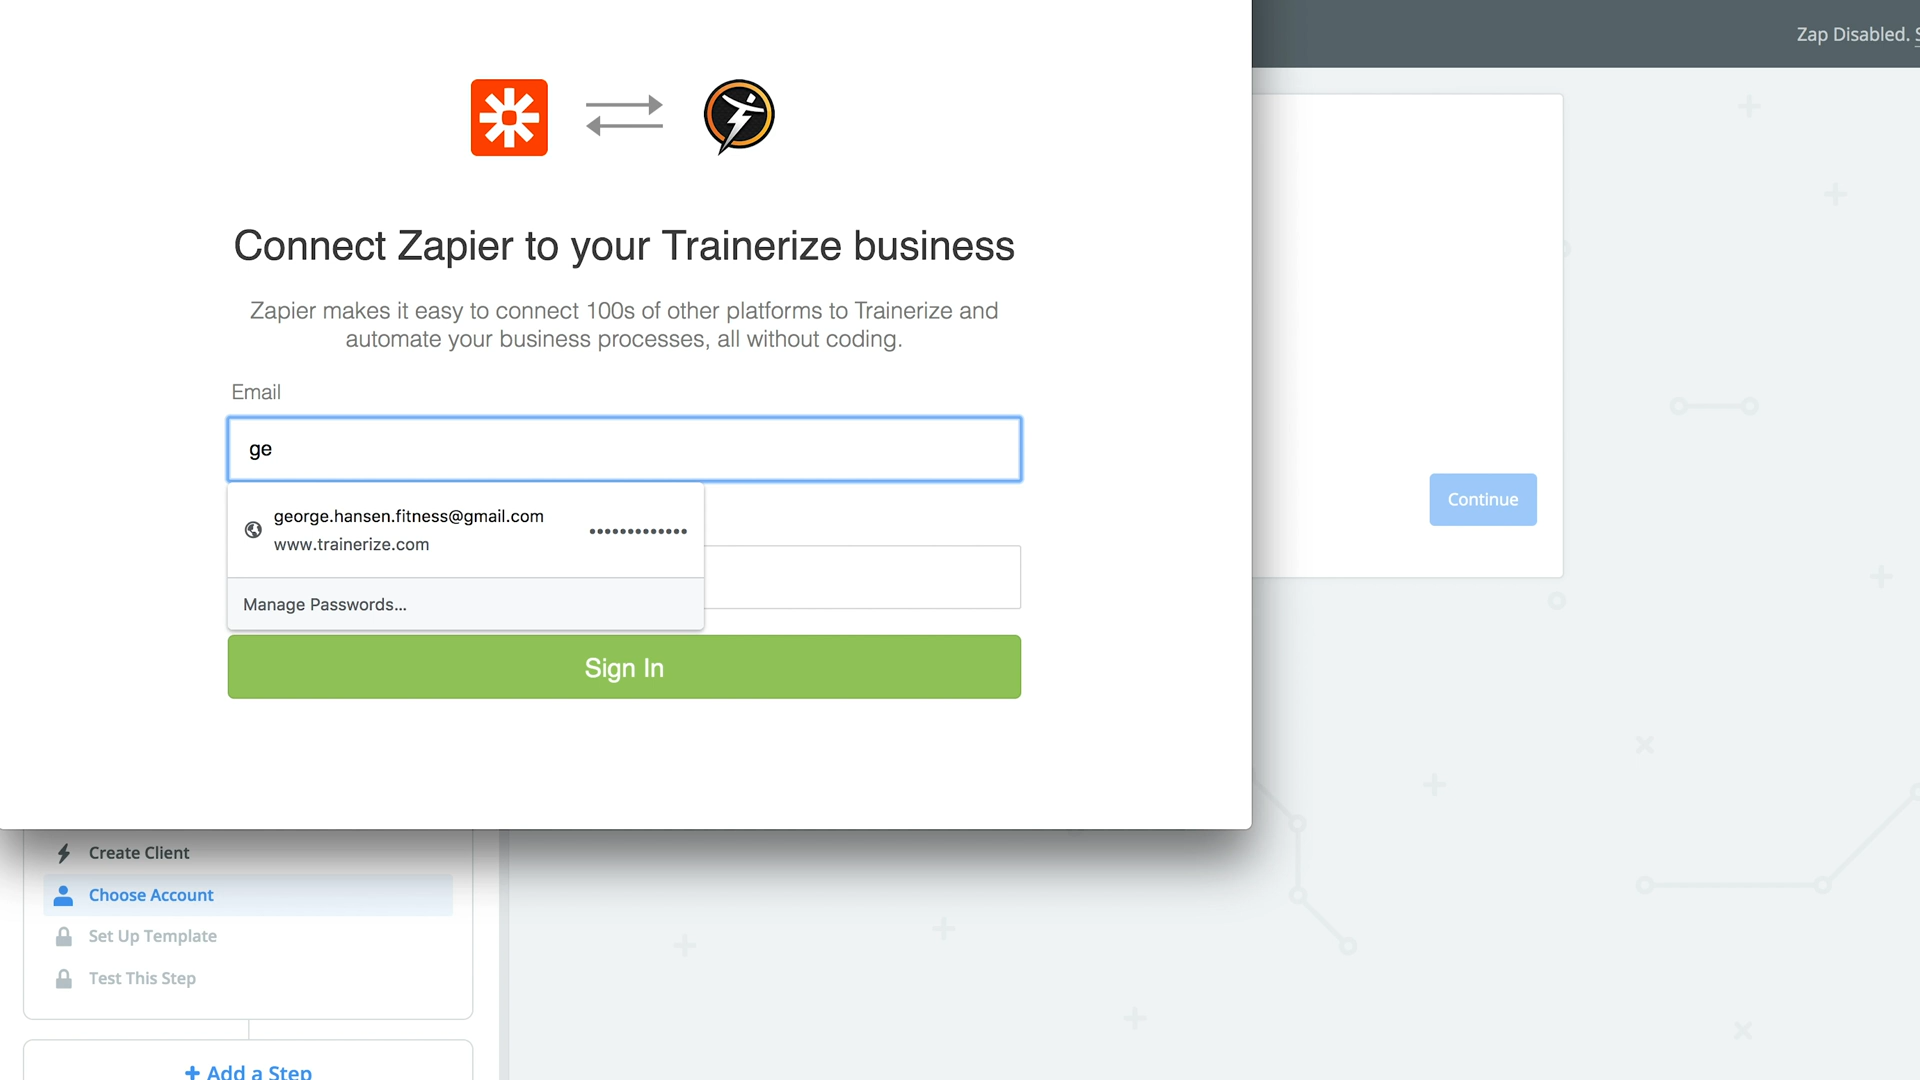 Zap Disabled.
Connect Zapier to your Trainerize business
Zapier makes it easy to connect 100s of other platforms to Trainerize and
automate your business processes, all without coding.
Email
ge
george.hansen.fitness@gmail.com
www.trainerize.com
•••••••••••••
Manage Passwords...
Sign In
Continue
Create Client
Choose Account
Set Up Template
Test This Step
+ Add a Step